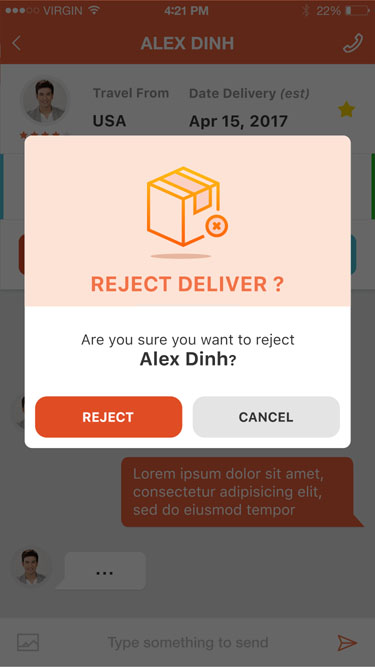 VIRGIN 4:21 PM 22%
ALEX DINH
Travel From Date Delivery (est)
USA Apr 15, 2017
REJECT DELIVER ?
Are you sure you want to reject
Alex Dinh?
REJECT CANCEL
Lorem ipsum dolor sit amet,
consectetur adipisicing elit,
sed do eiusmod tempor
...
Type something to send